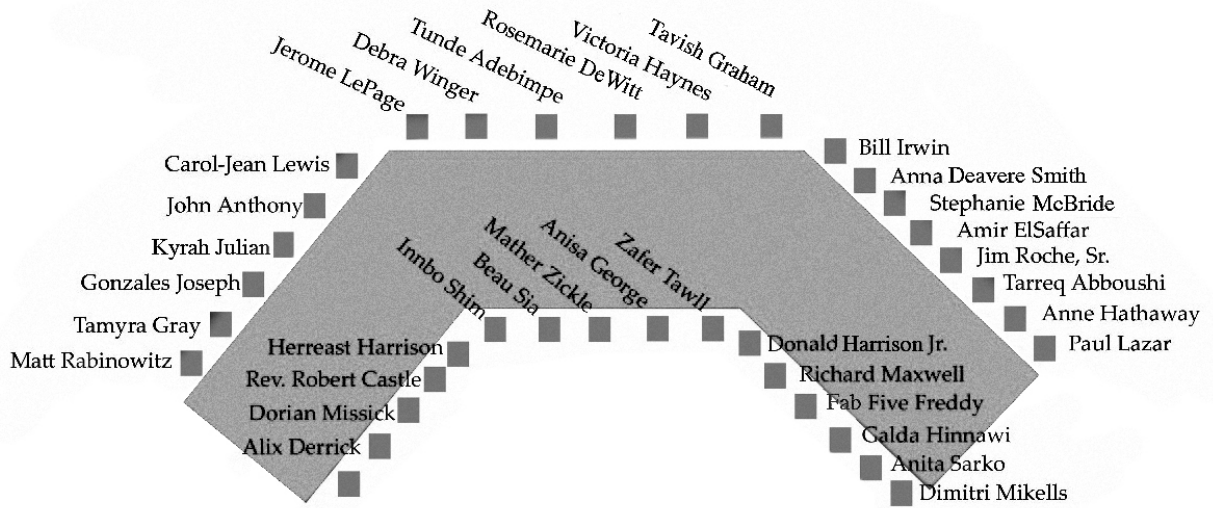 Jerome LePage
Debra Winger
Tunde Adebimpe
Rosemarie DeWitt
Victoria Haynes
Tavish Graham
Carol-Jean Lewis
John Anthony
Kyrah Julian
Gonzales Joseph
Tamyra Gray
Matt Rabinowitz
Bill Irwin
Anna Deavere Smith
Stephanie McBride
Amir ElSaffar
Jim Roche, Sr.
Tarreq Abboushi
Anne Hathaway
Paul Lazar
Innbo Shim
Beau Sia
Mather Zickle
Anisa George
Zafer Tawll
Herreast Harrison
Rev. Robert Castle
Dorian Missick
Alix Derrick
Donald Harrison Jr.
Richard Maxwell
Fab Five Freddy
Galda Hinnawi
Anita Sarko
Dimitri Mikells